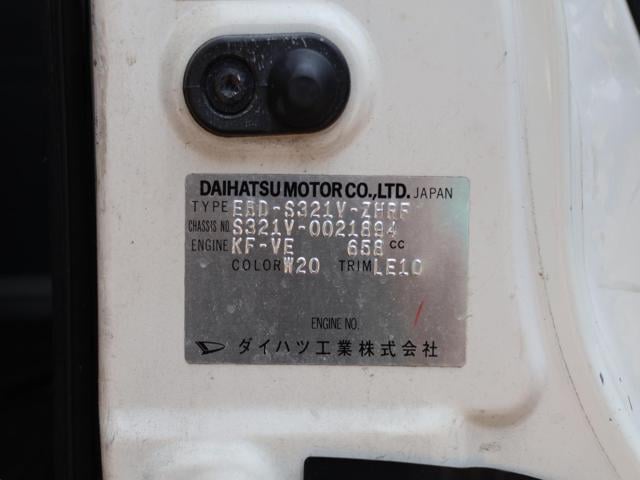 DAIHATSU MOTOR CO.,LTD. JAPAN
TYPE EBD-S321V-ZHRF
CHASSIS NO S321V-0021894
ENGINE KF-VE 658 CC
COLOR W20 TRIM LE10
ENGINE NO.
ダイハツ工業株式会社